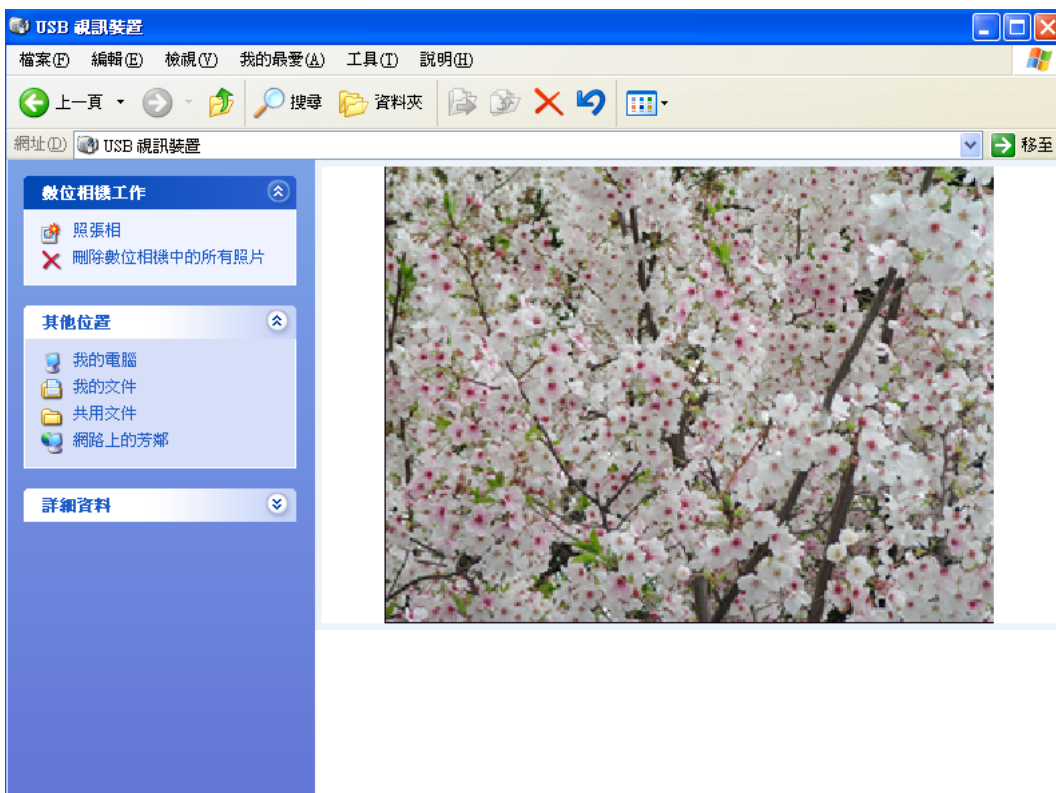 USB 視訊裝置
檔案(F) 編輯(E) 檢視(V) 我的最愛(A) 工具(T) 說明(H)
上一頁 搜尋 資料夾
網址(D) USB 視訊裝置 移至
數位相機工作
照張相
刪除數位相機中的所有照片
其他位置
我的電腦
我的文件
共用文件
網路上的芳鄰
詳細資料